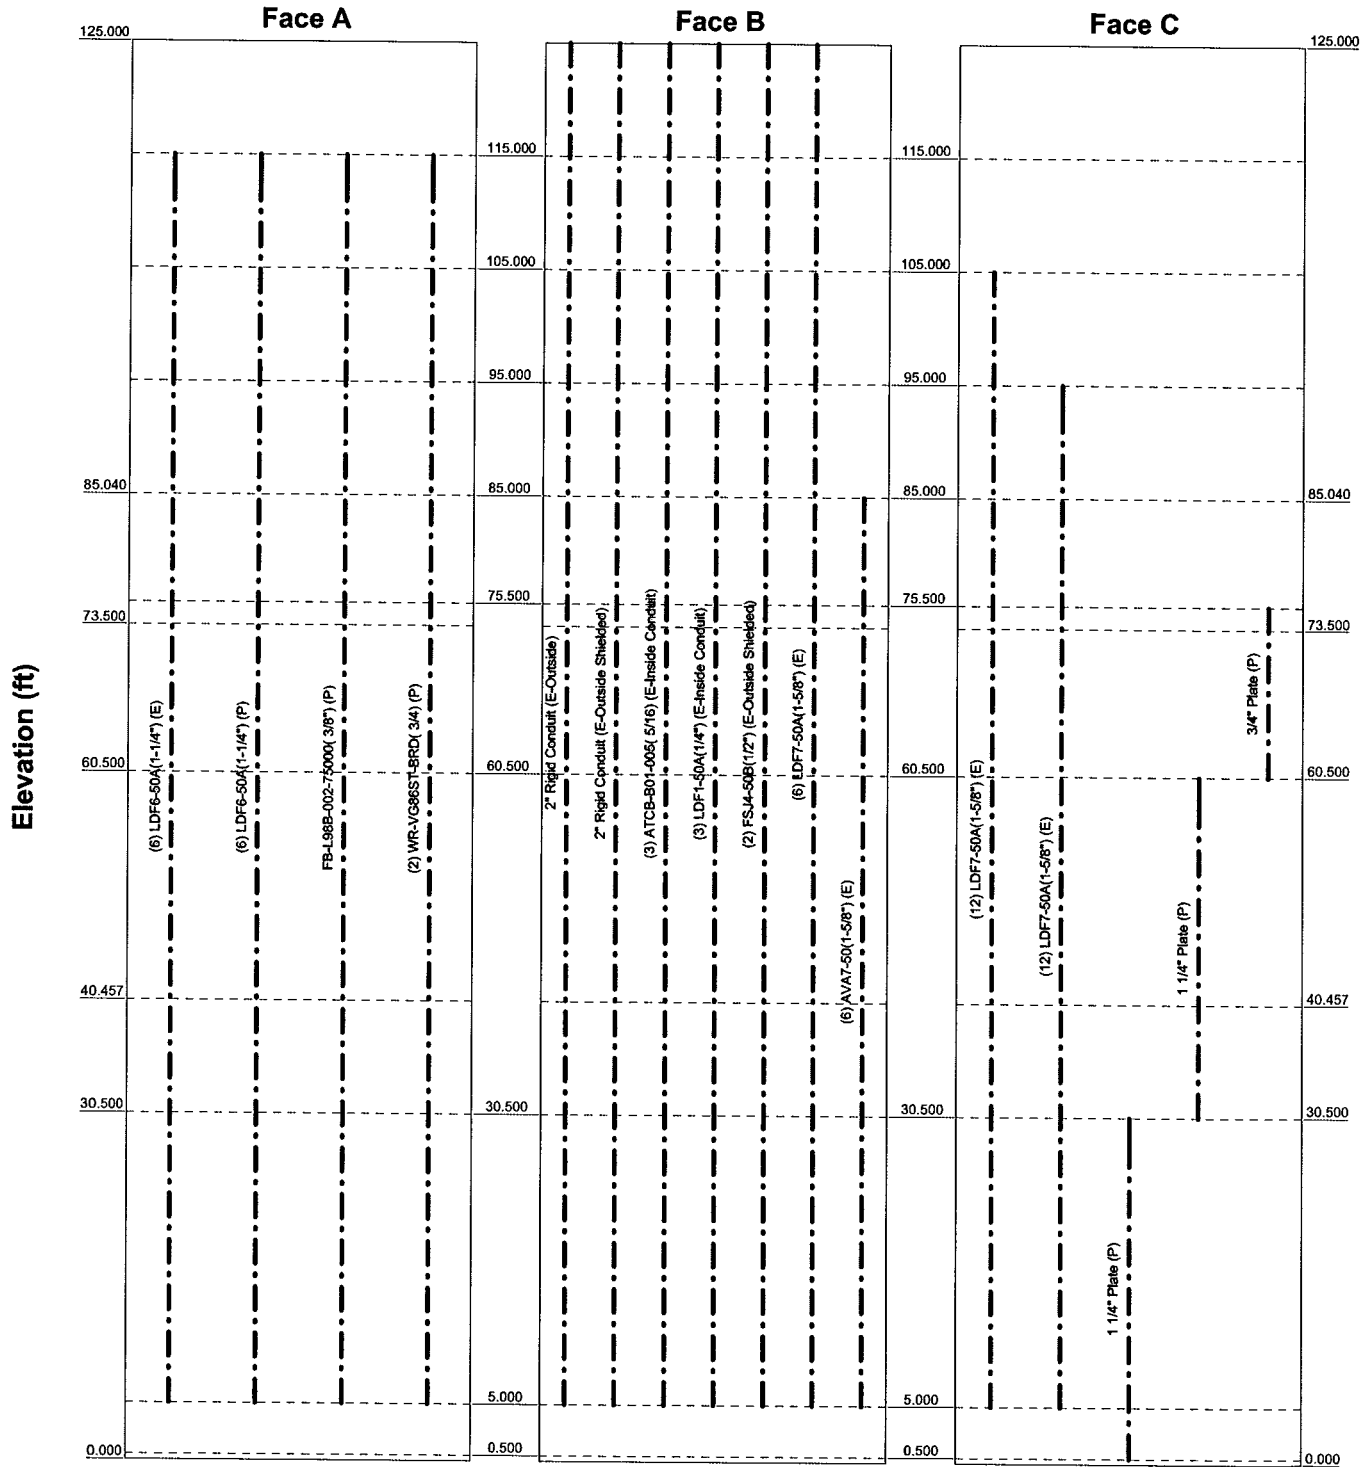 Face A
Face B
Face C
125.000
125.000
115.000
115.000
105.000
105.000
95.000
95.000
85.040
85.000
85.000
85.040
75.500
75.500
73.500
73.500
60.500
60.500
60.500
60.500
40.457
40.457
30.500
30.500
30.500
30.500
5.000
5.000
0.000
0.500
0.500
0.000
Elevation (ft)
(6) LDF6-50A(1-1/4") (E)
(6) LDF6-50A(1-1/4") (P)
FB-L98B-002-75000( 3/8") (P)
(2) WR-VG86ST-BRD( 3/4) (P)
2" Rigid Conduit (E-Outside)
2" Rigid Conduit (E-Outside Shielded)
(3) ATCB-B01-005( 5/16) (E-Inside Conduit)
(3) LDF1-50A(1/4") (E-Inside Conduit)
(2) FSJ4-50B(1/2") (E-Outside Shielded)
(6) LDF7-50A(1-5/8") (E)
(6) AVA7-50(1-5/8") (E)
(12) LDF7-50A(1-5/8") (E)
(12) LDF7-50A(1-5/8") (E)
1 1/4" Plate (P)
1 1/4" Plate (P)
3/4" Plate (P)